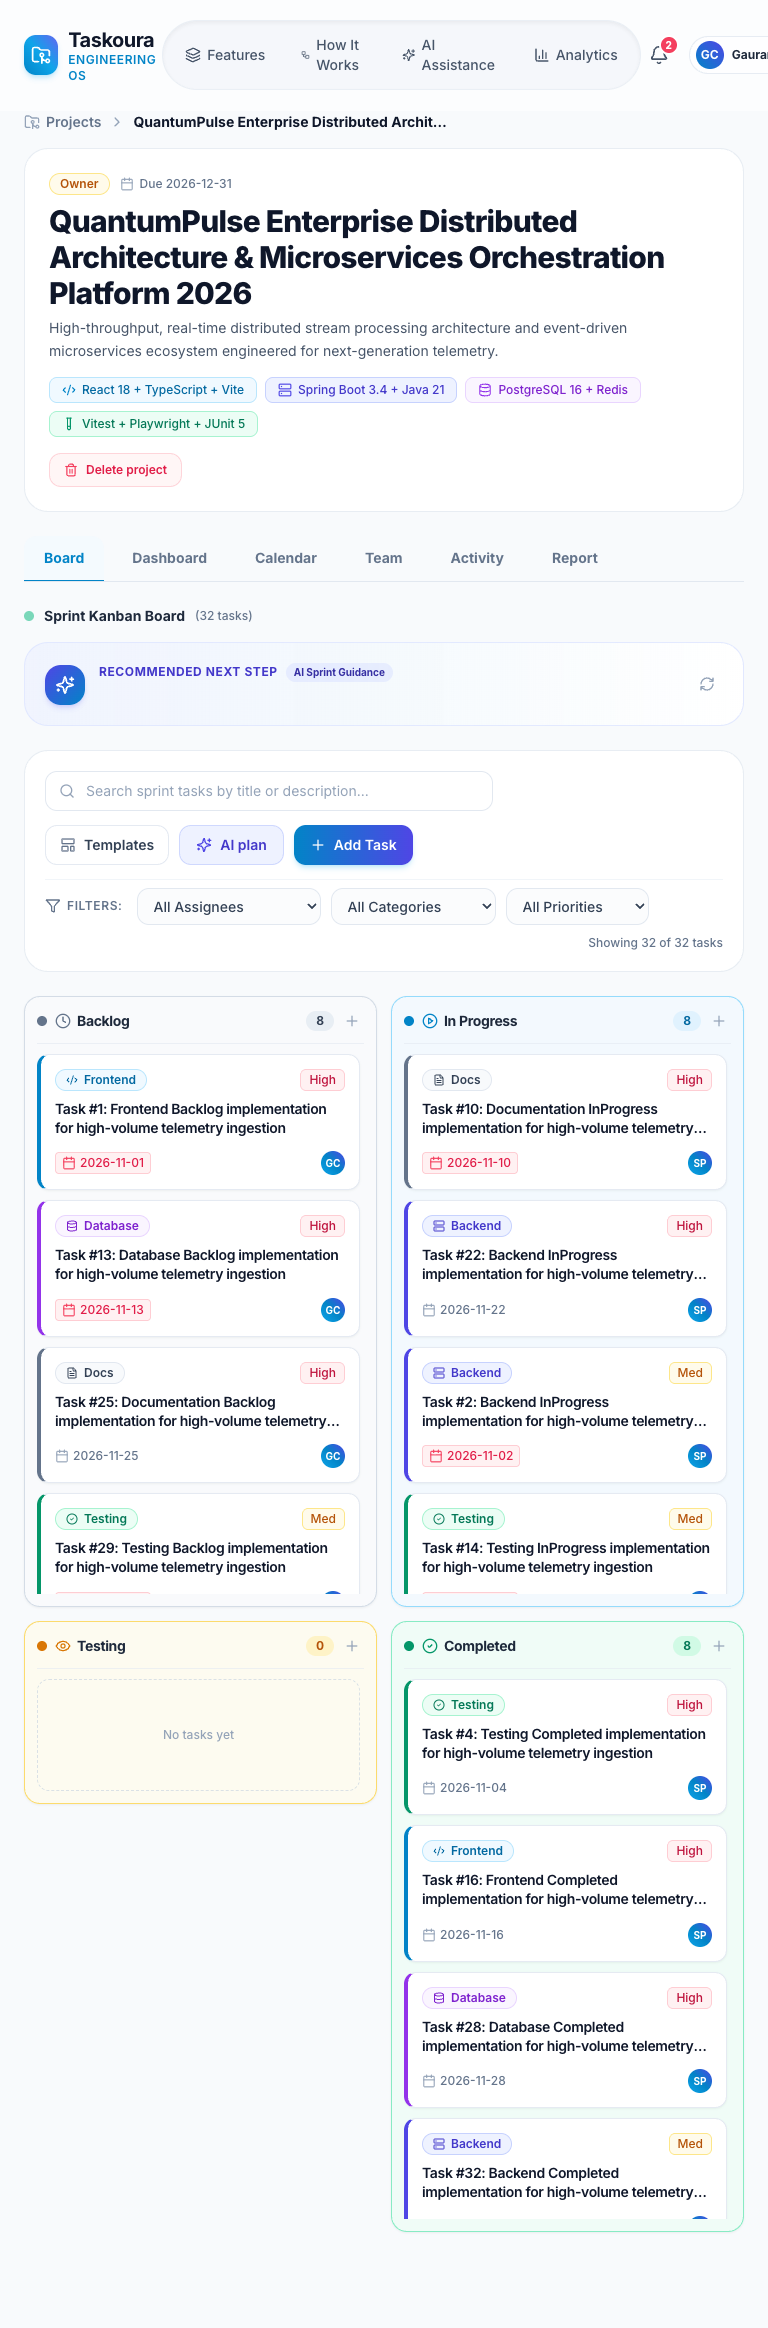 Taskoura
ENGINEERING
OS
Features
How It
Works
AI
Assistance
Analytics
2
GC
Projects
QuantumPulse Enterprise Distributed Archit...
Owner
Due 2026-12-31
QuantumPulse Enterprise Distributed
Architecture & Microservices Orchestration
Platform 2026
High-throughput, real-time distributed stream processing architecture and event-driven
microservices ecosystem engineered for next-generation telemetry.
React 18 + TypeScript + Vite
Spring Boot 3.4 + Java 21
PostgreSQL 16 + Redis
Vitest + Playwright + JUnit 5
Delete project
Board
Dashboard
Calendar
Team
Activity
Report
Sprint Kanban Board (32 tasks)
RECOMMENDED NEXT STEP
AI Sprint Guidance
Search sprint tasks by title or description...
Templates
AI plan
Add Task
FILTERS:
All Assignees
All Categories
All Priorities
Showing 32 of 32 tasks
Backlog
8
Frontend
High
Task #1: Frontend Backlog implementation
for high-volume telemetry ingestion
2026-11-01
GC
Database
High
Task #13: Database Backlog implementation
for high-volume telemetry ingestion
2026-11-13
GC
Docs
High
Task #25: Documentation Backlog
implementation for high-volume telemetry...
2026-11-25
GC
Testing
Med
Task #29: Testing Backlog implementation
for high-volume telemetry ingestion
In Progress
8
Docs
High
Task #10: Documentation InProgress
implementation for high-volume telemetry...
2026-11-10
SP
Backend
High
Task #22: Backend InProgress
implementation for high-volume telemetry...
2026-11-22
SP
Backend
Med
Task #2: Backend InProgress
implementation for high-volume telemetry...
2026-11-02
SP
Testing
Med
Task #14: Testing InProgress implementation
for high-volume telemetry ingestion
Testing
0
No tasks yet
Completed
8
Testing
High
Task #4: Testing Completed implementation
for high-volume telemetry ingestion
2026-11-04
SP
Frontend
High
Task #16: Frontend Completed
implementation for high-volume telemetry...
2026-11-16
SP
Database
High
Task #28: Database Completed
implementation for high-volume telemetry...
2026-11-28
SP
Backend
Med
Task #32: Backend Completed
implementation for high-volume telemetry...